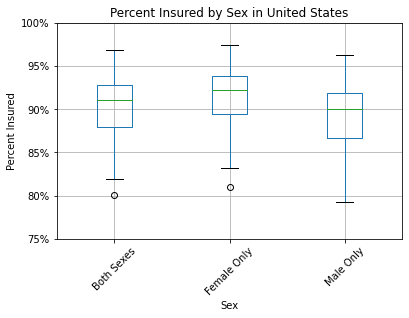 Percent Insured by Sex in United States
100%
95%
90%
85%
80%
75%
Percent Insured
Both Sexes
Female Only
Male Only
Sex